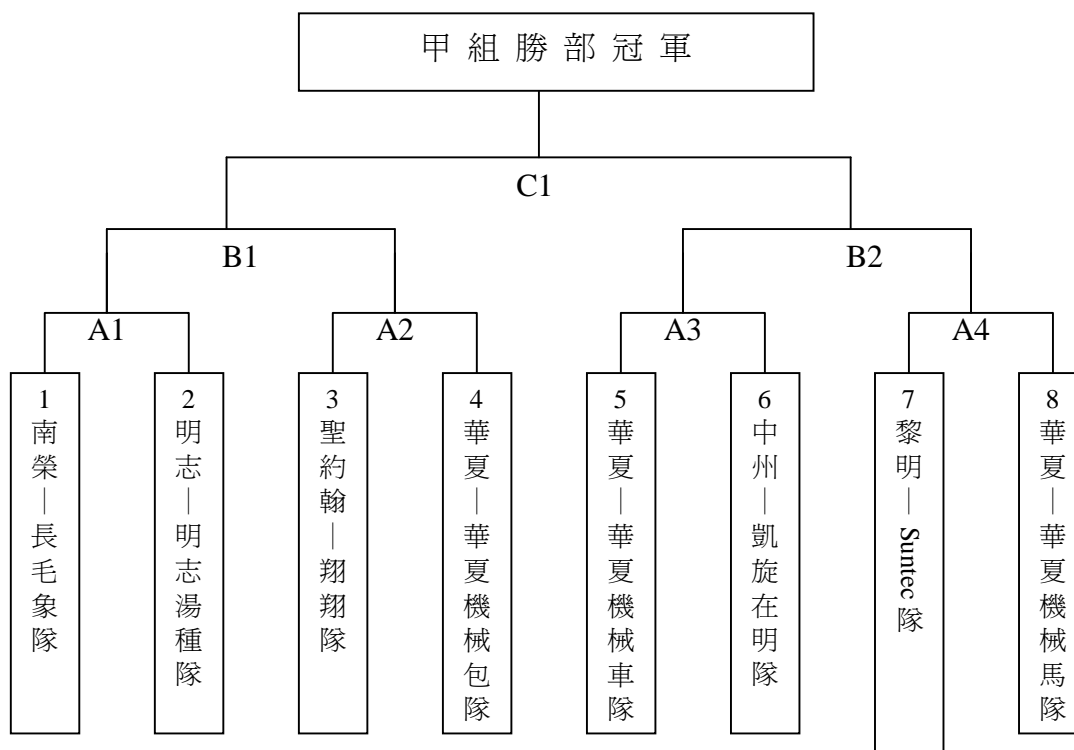 甲組勝部冠軍
C1
B1
B2
A1
A2
A3
A4
1南榮｜長毛象隊
2明志｜明志湯種隊
3聖約翰｜翔翔隊
4華夏｜華夏機械包隊
5華夏｜華夏機械車隊
6中州｜凱旋在明隊
7黎明｜Suntec隊
8華夏｜華夏機械馬隊